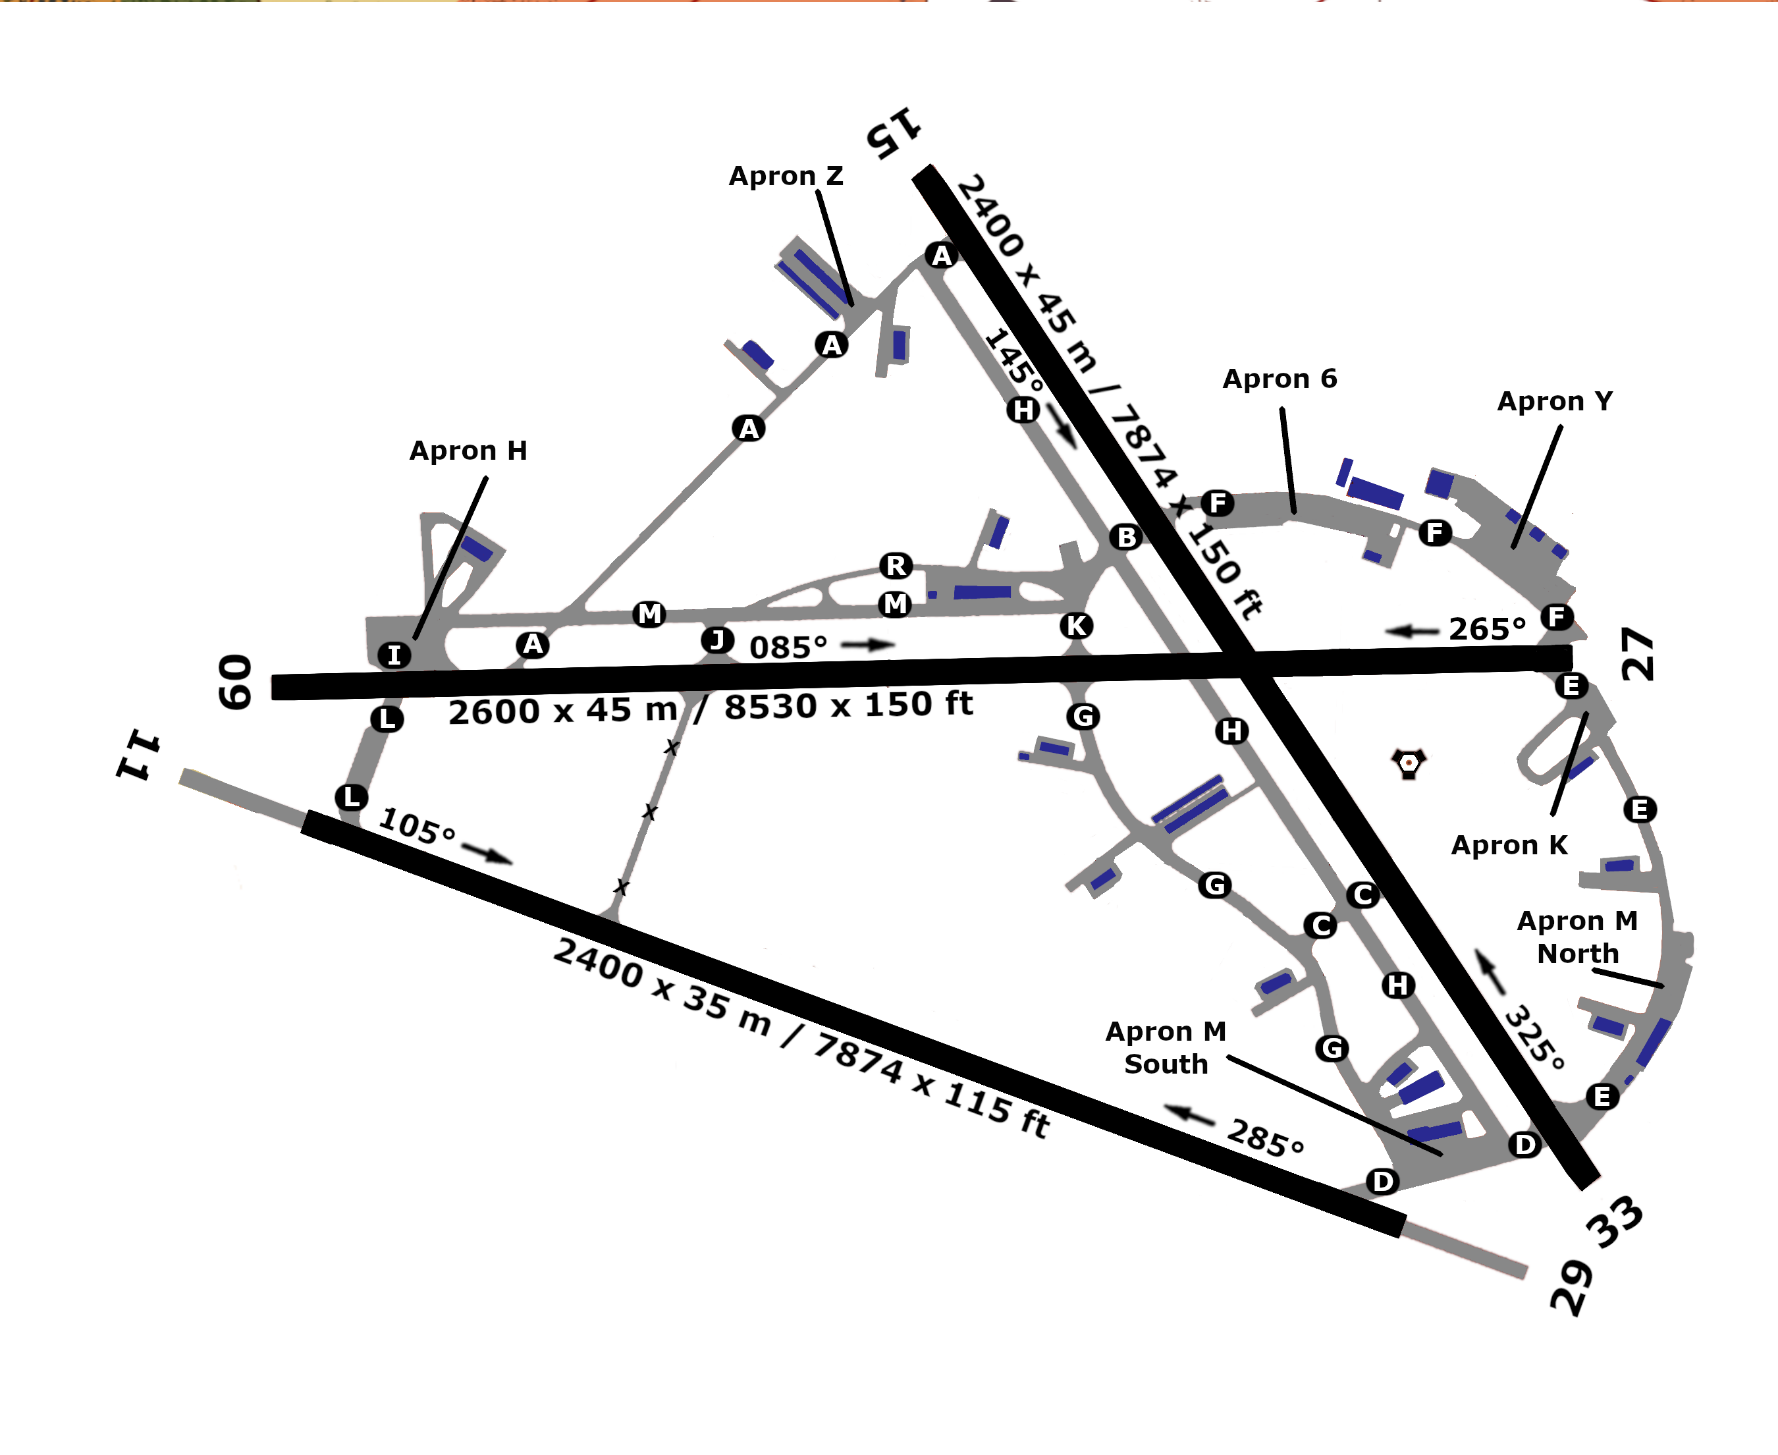 15
Apron Z
2400 x 45 m / 7874 x 150 ft
A
145°
A
H
Apron 6
Apron Y
A
Apron H
F
F
B
R
M
M
F
265°
27
K
J
085°
A
I
09
E
2600 x 45 m / 8530 x 150 ft
L
G
H
11
x
L
x
105°
E
Apron K
x
G
C
C
Apron M
North
2400 x 35 m / 7874 x 115 ft
H
325°
Apron M
South
G
E
285°
D
D
33
29